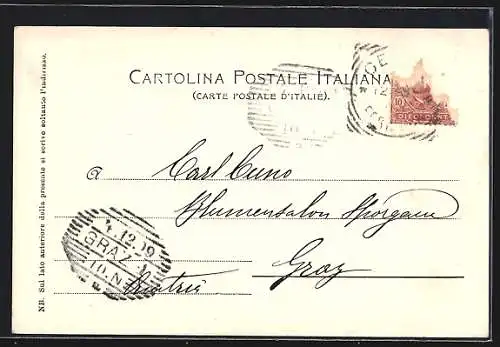 CARTOLINA POSTALE ITALIANA
(CARTE POSTALE D'ITALIE).
10
a Carl Cuno
Blumensalon
Graz
Austria
GRAZ
NB. Sul lato anteriore della presente si scrive soltanto l'indirizzo.